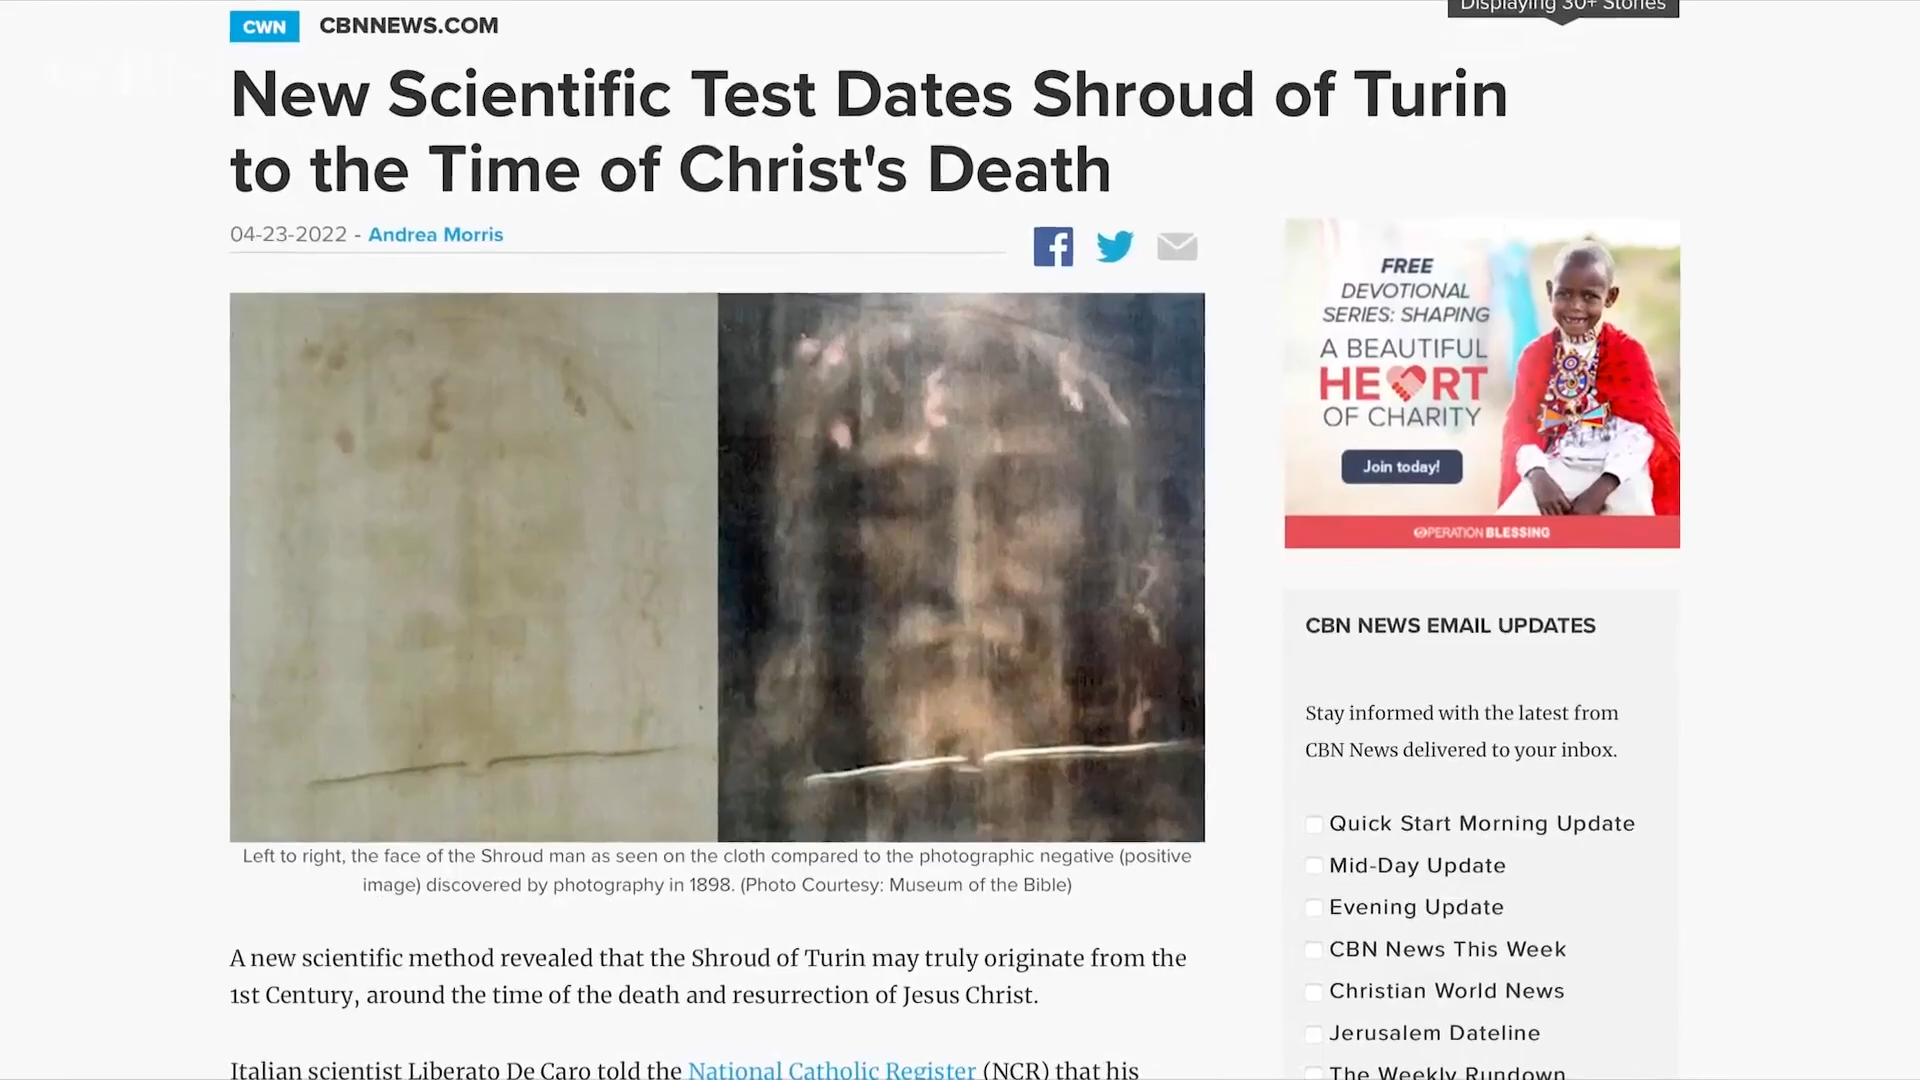 Displaying 30+ Stories
CWN CBNNEWS.COM
New Scientific Test Dates Shroud of Turin
to the Time of Christ's Death
04-23-2022 - Andrea Morris
FREE
DEVOTIONAL
SERIES: SHAPING
A BEAUTIFUL
HEART
OF CHARITY
Join today!
OPERATION BLESSING
Left to right, the face of the Shroud man as seen on the cloth compared to the photographic negative (positive
image) discovered by photography in 1898. (Photo Courtesy: Museum of the Bible)
A new scientific method revealed that the Shroud of Turin may truly originate from the
1st Century, around the time of the death and resurrection of Jesus Christ.
Italian scientist Liberato De Caro told the National Catholic Register (NCR) that his
CBN NEWS EMAIL UPDATES
Stay informed with the latest from
CBN News delivered to your inbox.
Quick Start Morning Update
Mid-Day Update
Evening Update
CBN News This Week
Christian World News
Jerusalem Dateline
The Weekly Rundown